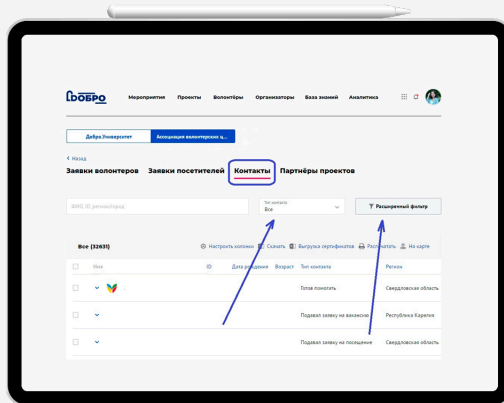 ДОБРО
Мероприятия Проекты Волонтёры Организаторы База знаний Аналитика
Добро.Университет Ассоциация волонтерских ц...
Назад
Заявки волонтеров Заявки посетителей Контакты Партнёры проектов
ФИО, ID, регион/город
Тип контакта
Все
Расширенный фильтр
Все (32631) Настроить колонки Скачать Выгрузка сертификатов Распечатать На карте
Имя ID Дата рождения Возраст Тип контакта Регион
Готов помогать Свердловская область
Подавал заявку на вакансию Республика Карелия
Подавал заявку на посещение Свердловская область